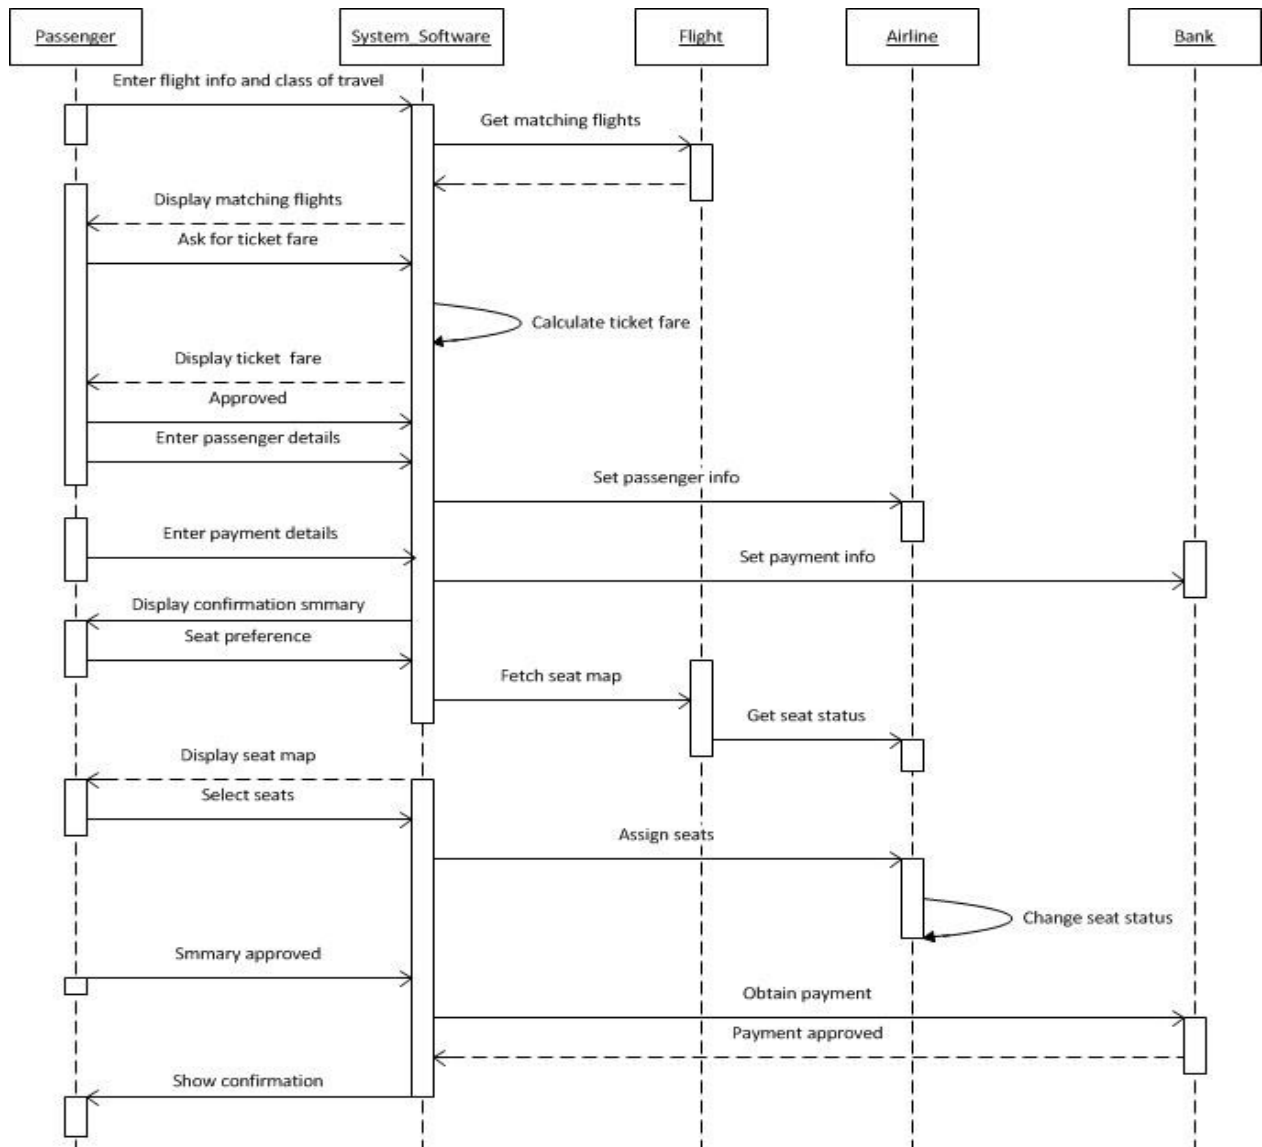 Passenger
System_Software
Flight
Airline
Bank
Enter flight info and class of travel
Get matching flights
Display matching flights
Ask for ticket fare
Calculate ticket fare
Display ticket  fare
Approved
Enter passenger details
Set passenger info
Enter payment details
Set payment info
Display confirmation smmary
Seat preference
Fetch seat map
Get seat status
Display seat map
Select seats
Assign seats
Change seat status
Smmary approved
Obtain payment
Payment approved
Show confirmation